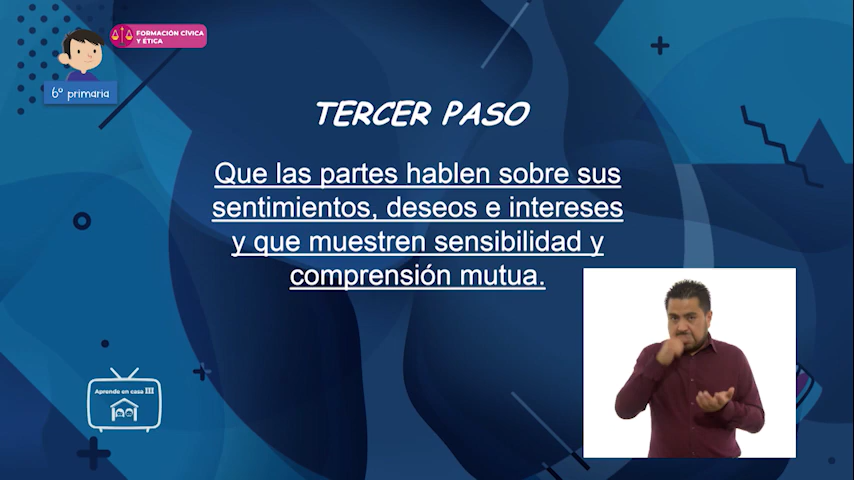 FORMACIÓN CÍVICA
Y ÉTICA
6º primaria
TERCER PASO
Que las partes hablen sobre sus
sentimientos, deseos e intereses
y que muestren sensibilidad y
comprensión mutua.
Aprende en casa III